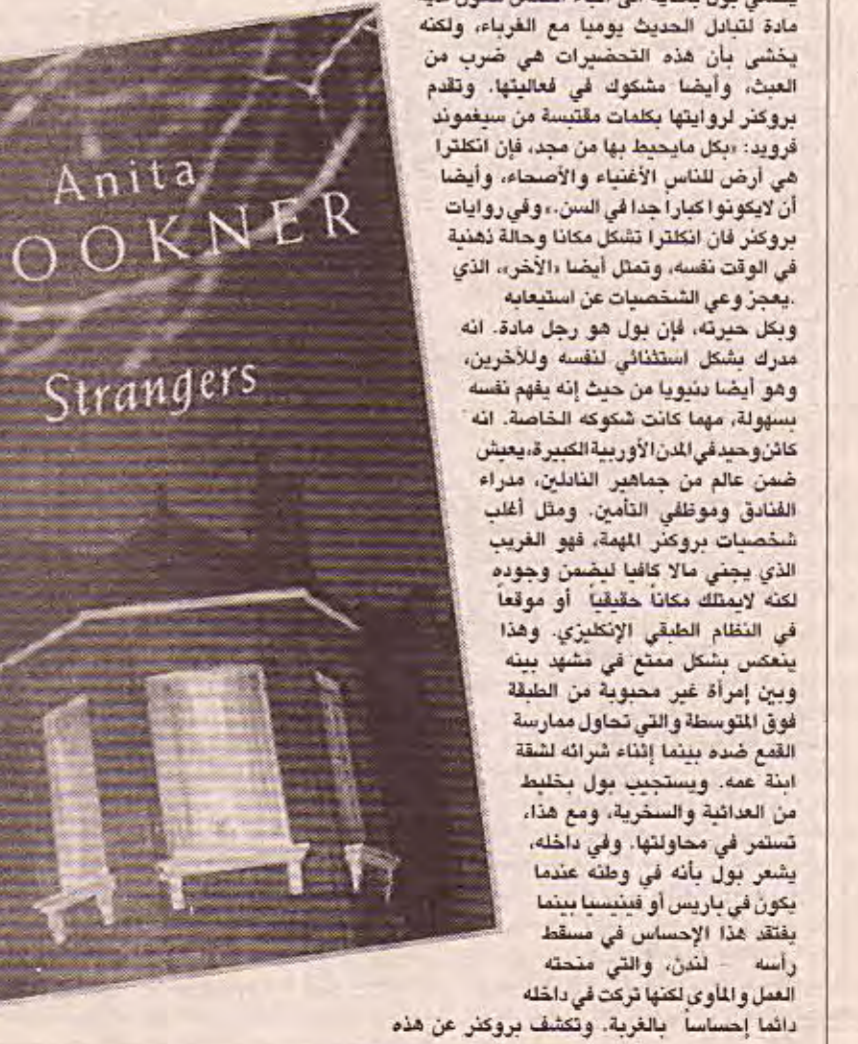 مادة لتبادل الحديث يوميا مع الغرباء، ولكنه
يخشى بأن هذه التحضيرات هي ضرب من
العبث، وأيضا مشكوك في فعاليتها. وتقدم
بروكنر لروايتها بكلمات مقتبسة من سيغموند
فرويد: «بكل مايحيط بها من مجد، فإن انكلترا
هي أرض للناس الأغنياء والأصحاء، وأيضا
أن لايكونوا كباراً جدا في السن.» وفي روايات
بروكنر فان انكلترا تشكل مكانا وحالة ذهنية
في الوقت نفسه، وتمثل أيضا «الأخر»، الذي
.يعجز وعي الشخصيات عن استيعابه
وبكل حيرته، فإن بول هو رجل مادة. انه
مدرك بشكل استثنائي لنفسه وللأخرين،
وهو أيضا دنيويا من حيث إنه يفهم نفسه
بسهولة، مهما كانت شكوكه الخاصة. انه
كائن وحيد في المدن الأوربية الكبيرة، يعيش
ضمن عالم من جماهير النادلين، مدراء
الفنادق وموظفي التأمين. ومثل أغلب
شخصيات بروكنر المهمة، فهو الغريب
الذي يجني مالا كافيا ليضمن وجوده
لكنه لايمتلك مكاناً حقيقياً أو موقعاً
في النظام الطبقي الإنكليزي. وهذا
ينعكس بشكل ممتع في مشهد بينه
وبين إمرأة غير محبوبة من الطبقة
فوق المتوسطة والتي تحاول ممارسة
القمع ضده بينما إثناء شرائه لشقة
ابنة عمه. ويستجيب بول بخليط
من العدائية والسخرية، ومع هذا،
تستمر في محاولتها. وفي داخله،
يشعر بول بأنه في وطنه عندما
يكون في باريس أو فينيسيا بينما
يفتقد هذا الإحساس في مسقط
رأسه - لندن، والتي منحته
العمل والمأوى لكنها تركت في داخله
دائما إحساساً بالغربة. وتكشف بروكنر عن هذه
Anita
OOKNER
Strangers